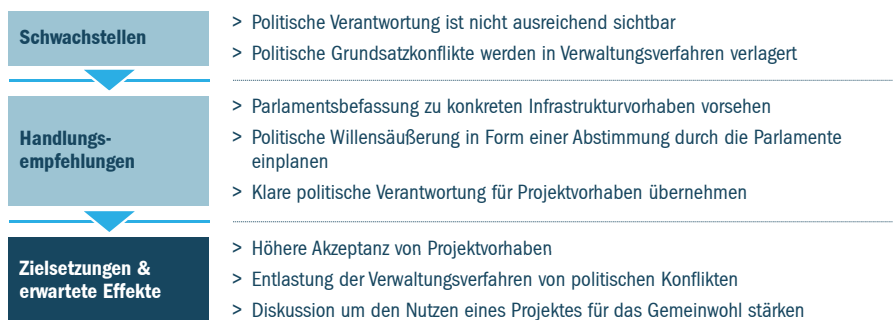 Schwachstellen
> Politische Verantwortung ist nicht ausreichend sichtbar
> Politische Grundsatzkonflikte werden in Verwaltungsverfahren verlagert
Handlungs-
empfehlungen
> Parlamentsbefassung zu konkreten Infrastrukturvorhaben vorsehen
> Politische Willensäußerung in Form einer Abstimmung durch die Parlamente
einplanen
> Klare politische Verantwortung für Projektvorhaben übernehmen
Zielsetzungen &
erwartete Effekte
> Höhere Akzeptanz von Projektvorhaben
> Entlastung der Verwaltungsverfahren von politischen Konflikten
> Diskussion um den Nutzen eines Projektes für das Gemeinwohl stärken